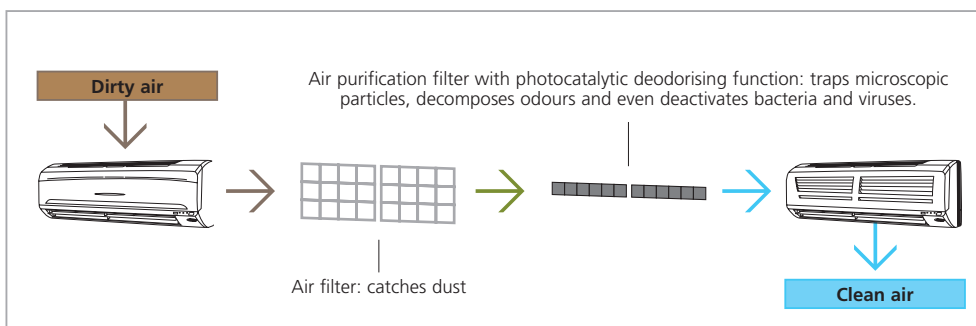 Dirty air
Air purification filter with photocatalytic deodorising function: traps microscopic
particles, decomposes odours and even deactivates bacteria and viruses.
Air filter: catches dust
Clean air